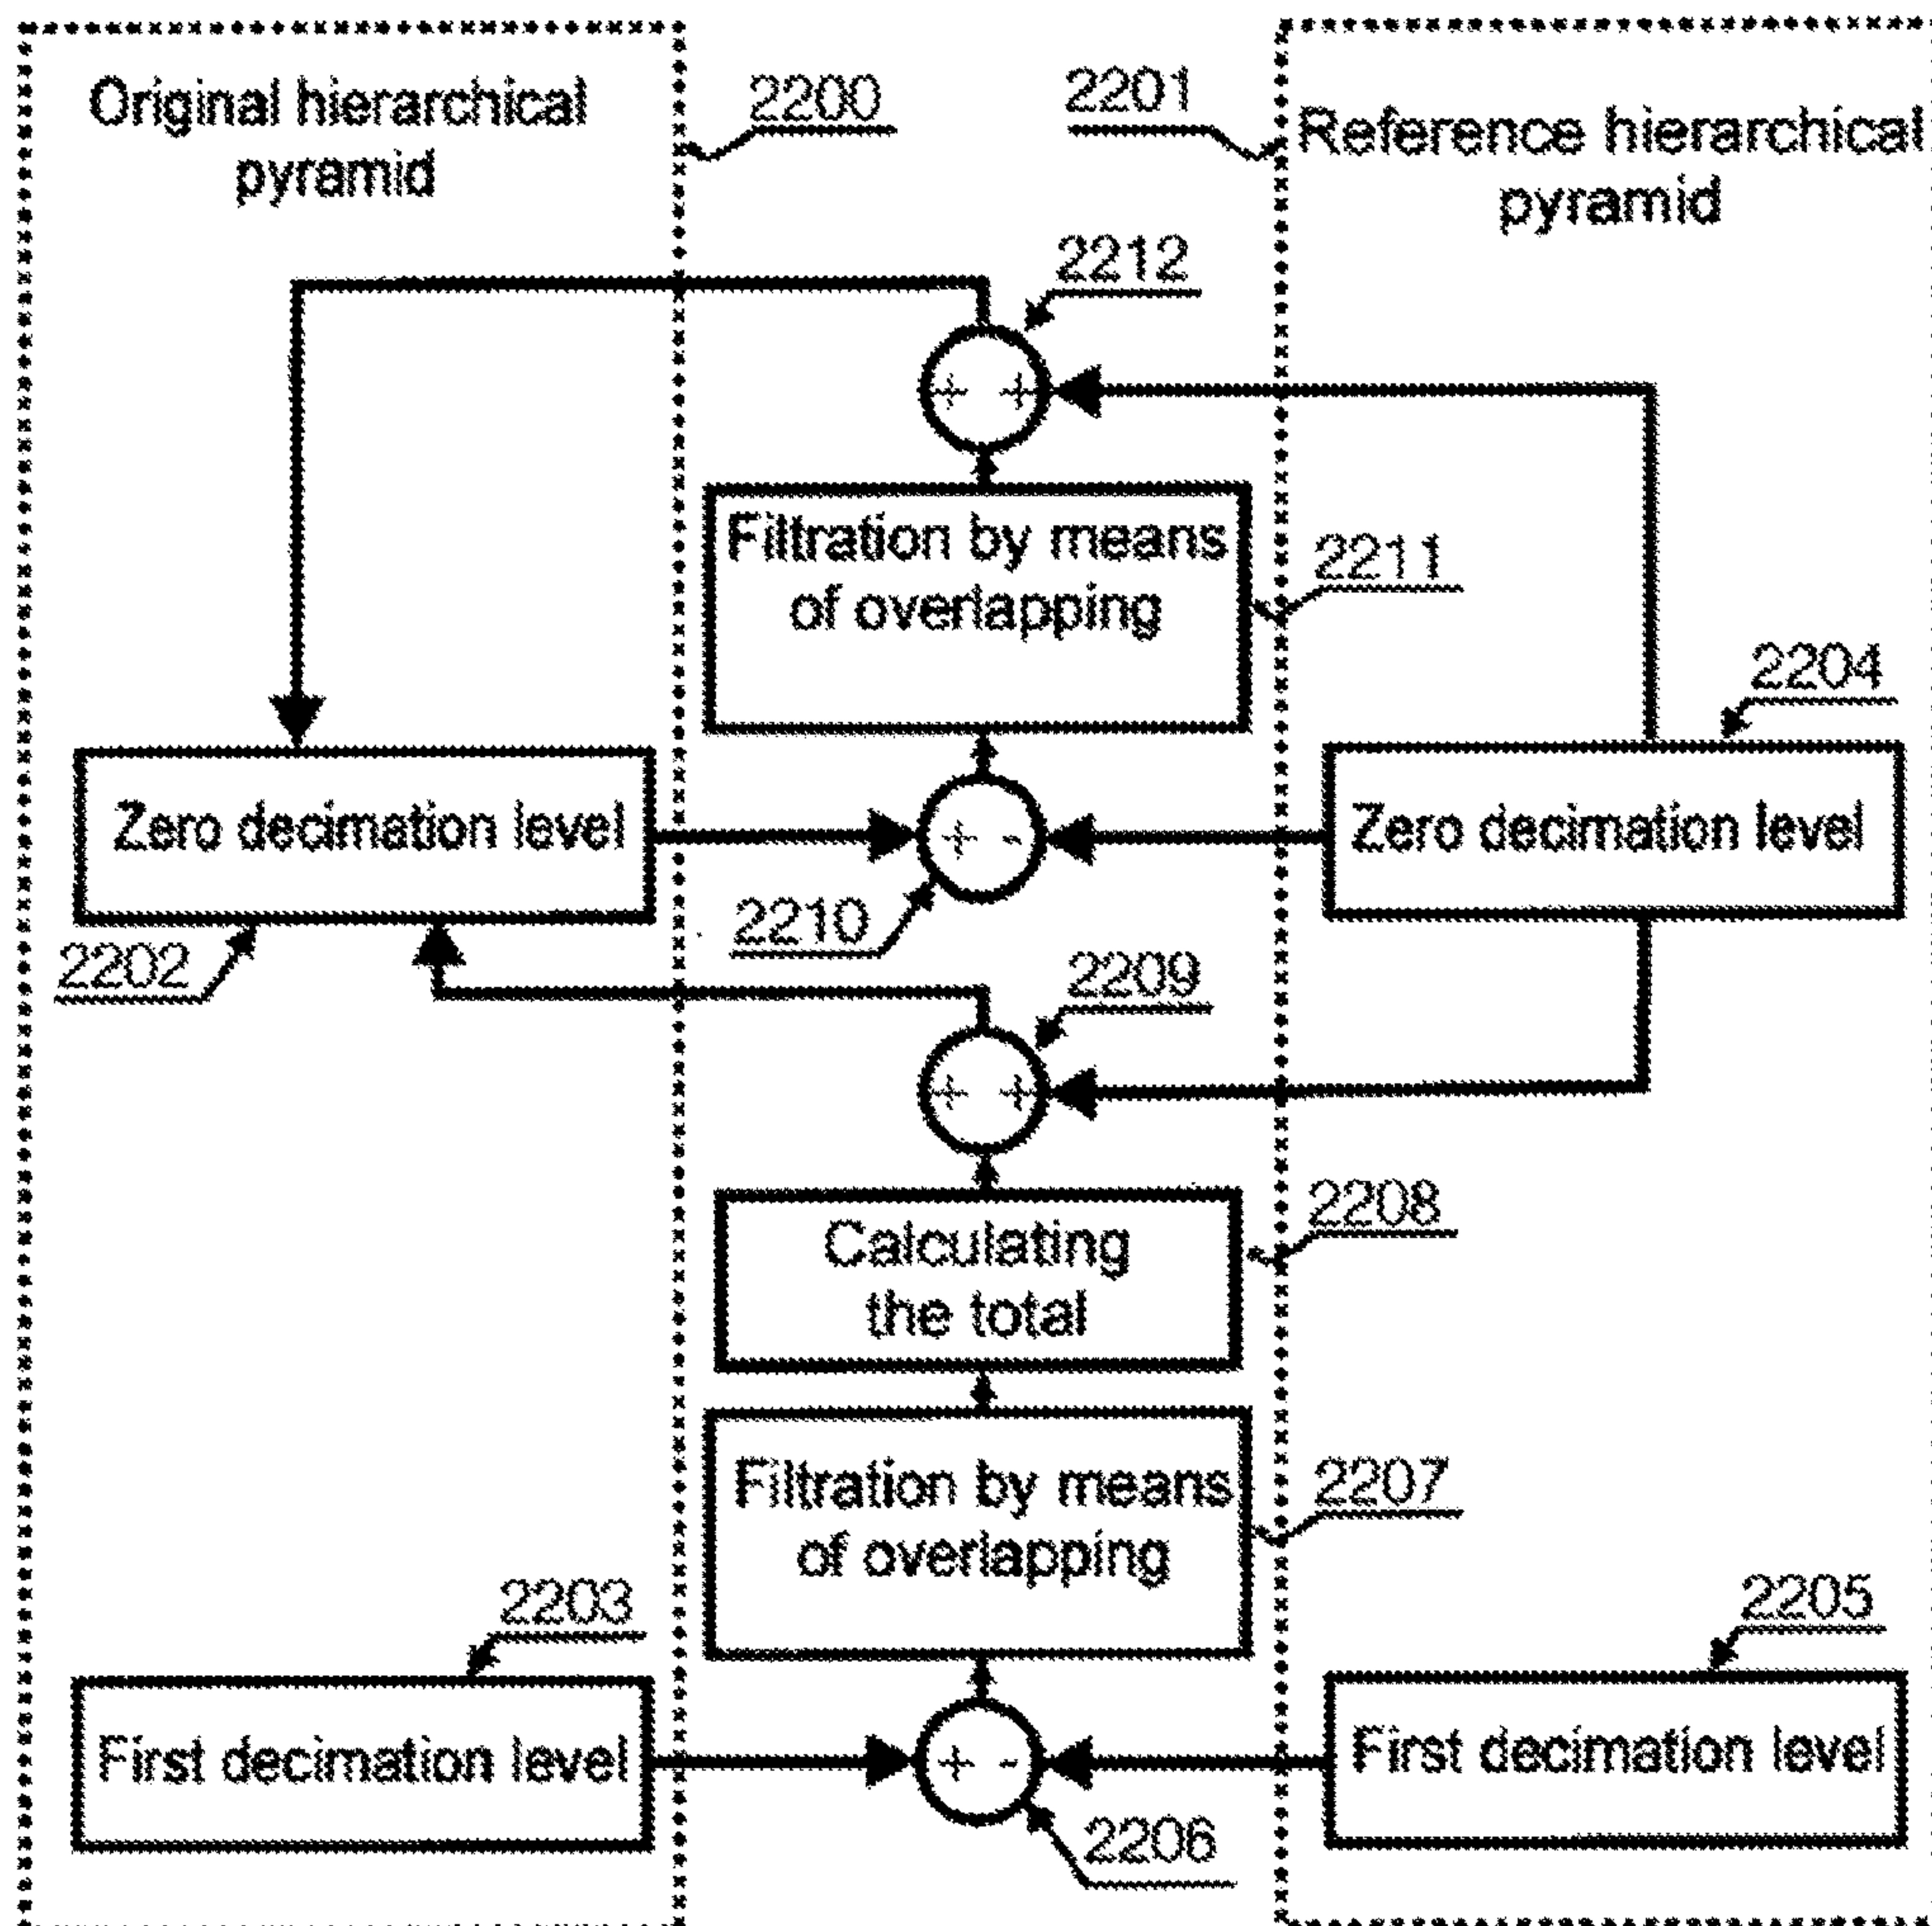 Original hierarchical
pyramid
2200
2201
Reference hierarchical
pyramid
2212
+ +
Filtration by means
of overlapping
2211
2204
Zero decimation level
+ -
Zero decimation level
2210
2202
2209
+ +
2208
Calculating
the total
Filtration by means
of overlapping
2207
2203
2205
First decimation level
+ -
First decimation level
2206